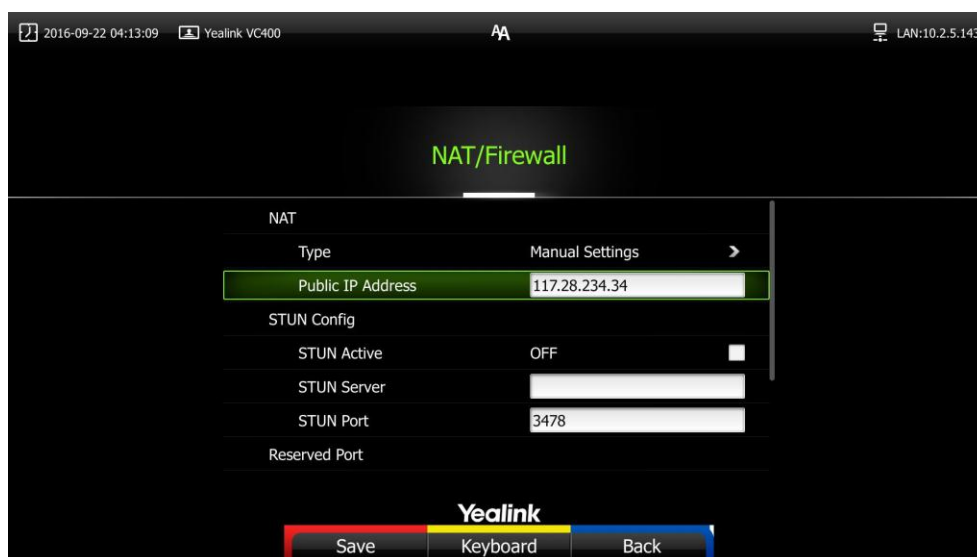 2016-09-22 04:13:09 Yealink VC400 AA LAN:10.2.5.143
NAT/Firewall
NAT
Type Manual Settings
Public IP Address 117.28.234.34
STUN Config
STUN Active OFF
STUN Server
STUN Port 3478
Reserved Port
Yealink
Save Keyboard Back